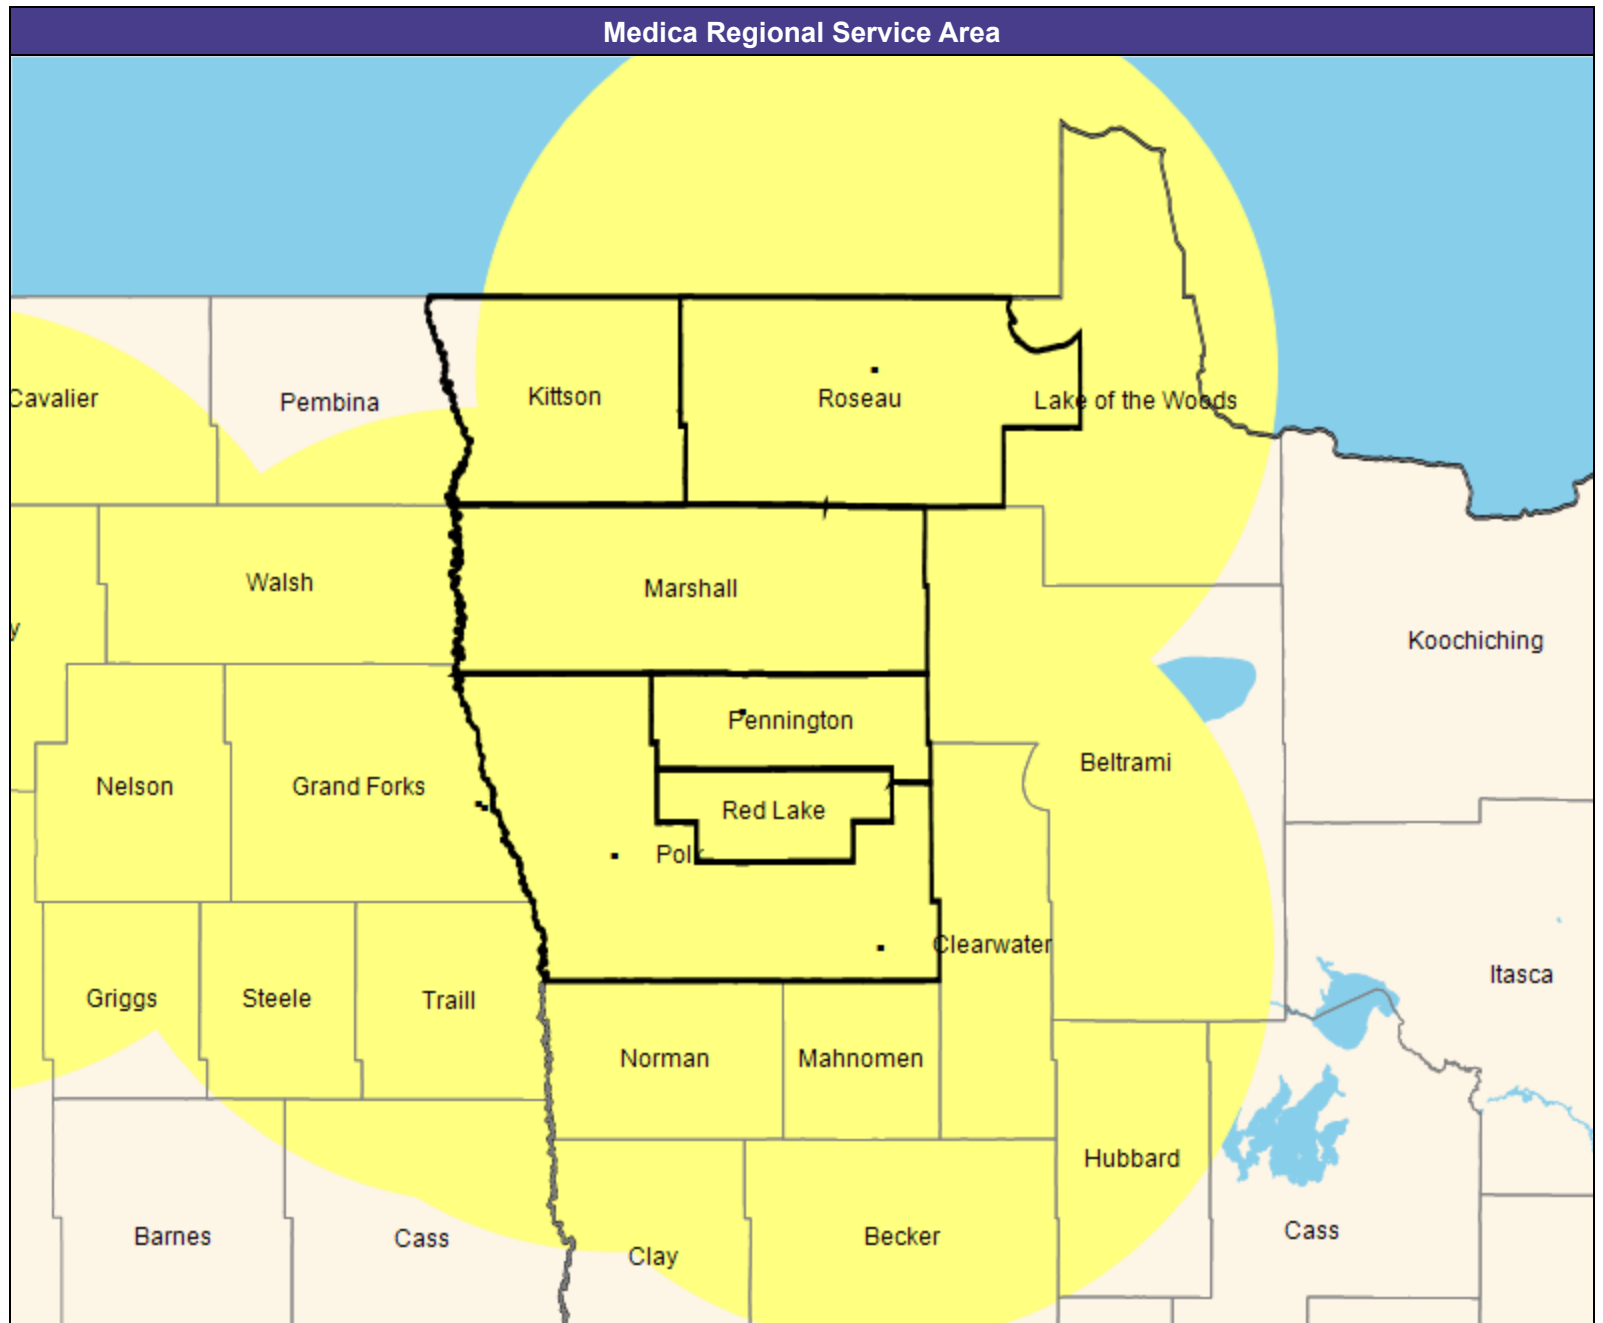 Medica Regional Service Area
Cavalier
Pembina
Kittson
Roseau
Lake of the Woods
Walsh
Marshall
y
Koochiching
Pennington
Beltrami
Nelson
Grand Forks
Red Lake
Polk
Clearwater
Itasca
Griggs
Steele
Traill
Norman
Mahnomen
Hubbard
Barnes
Cass
Clay
Becker
Cass